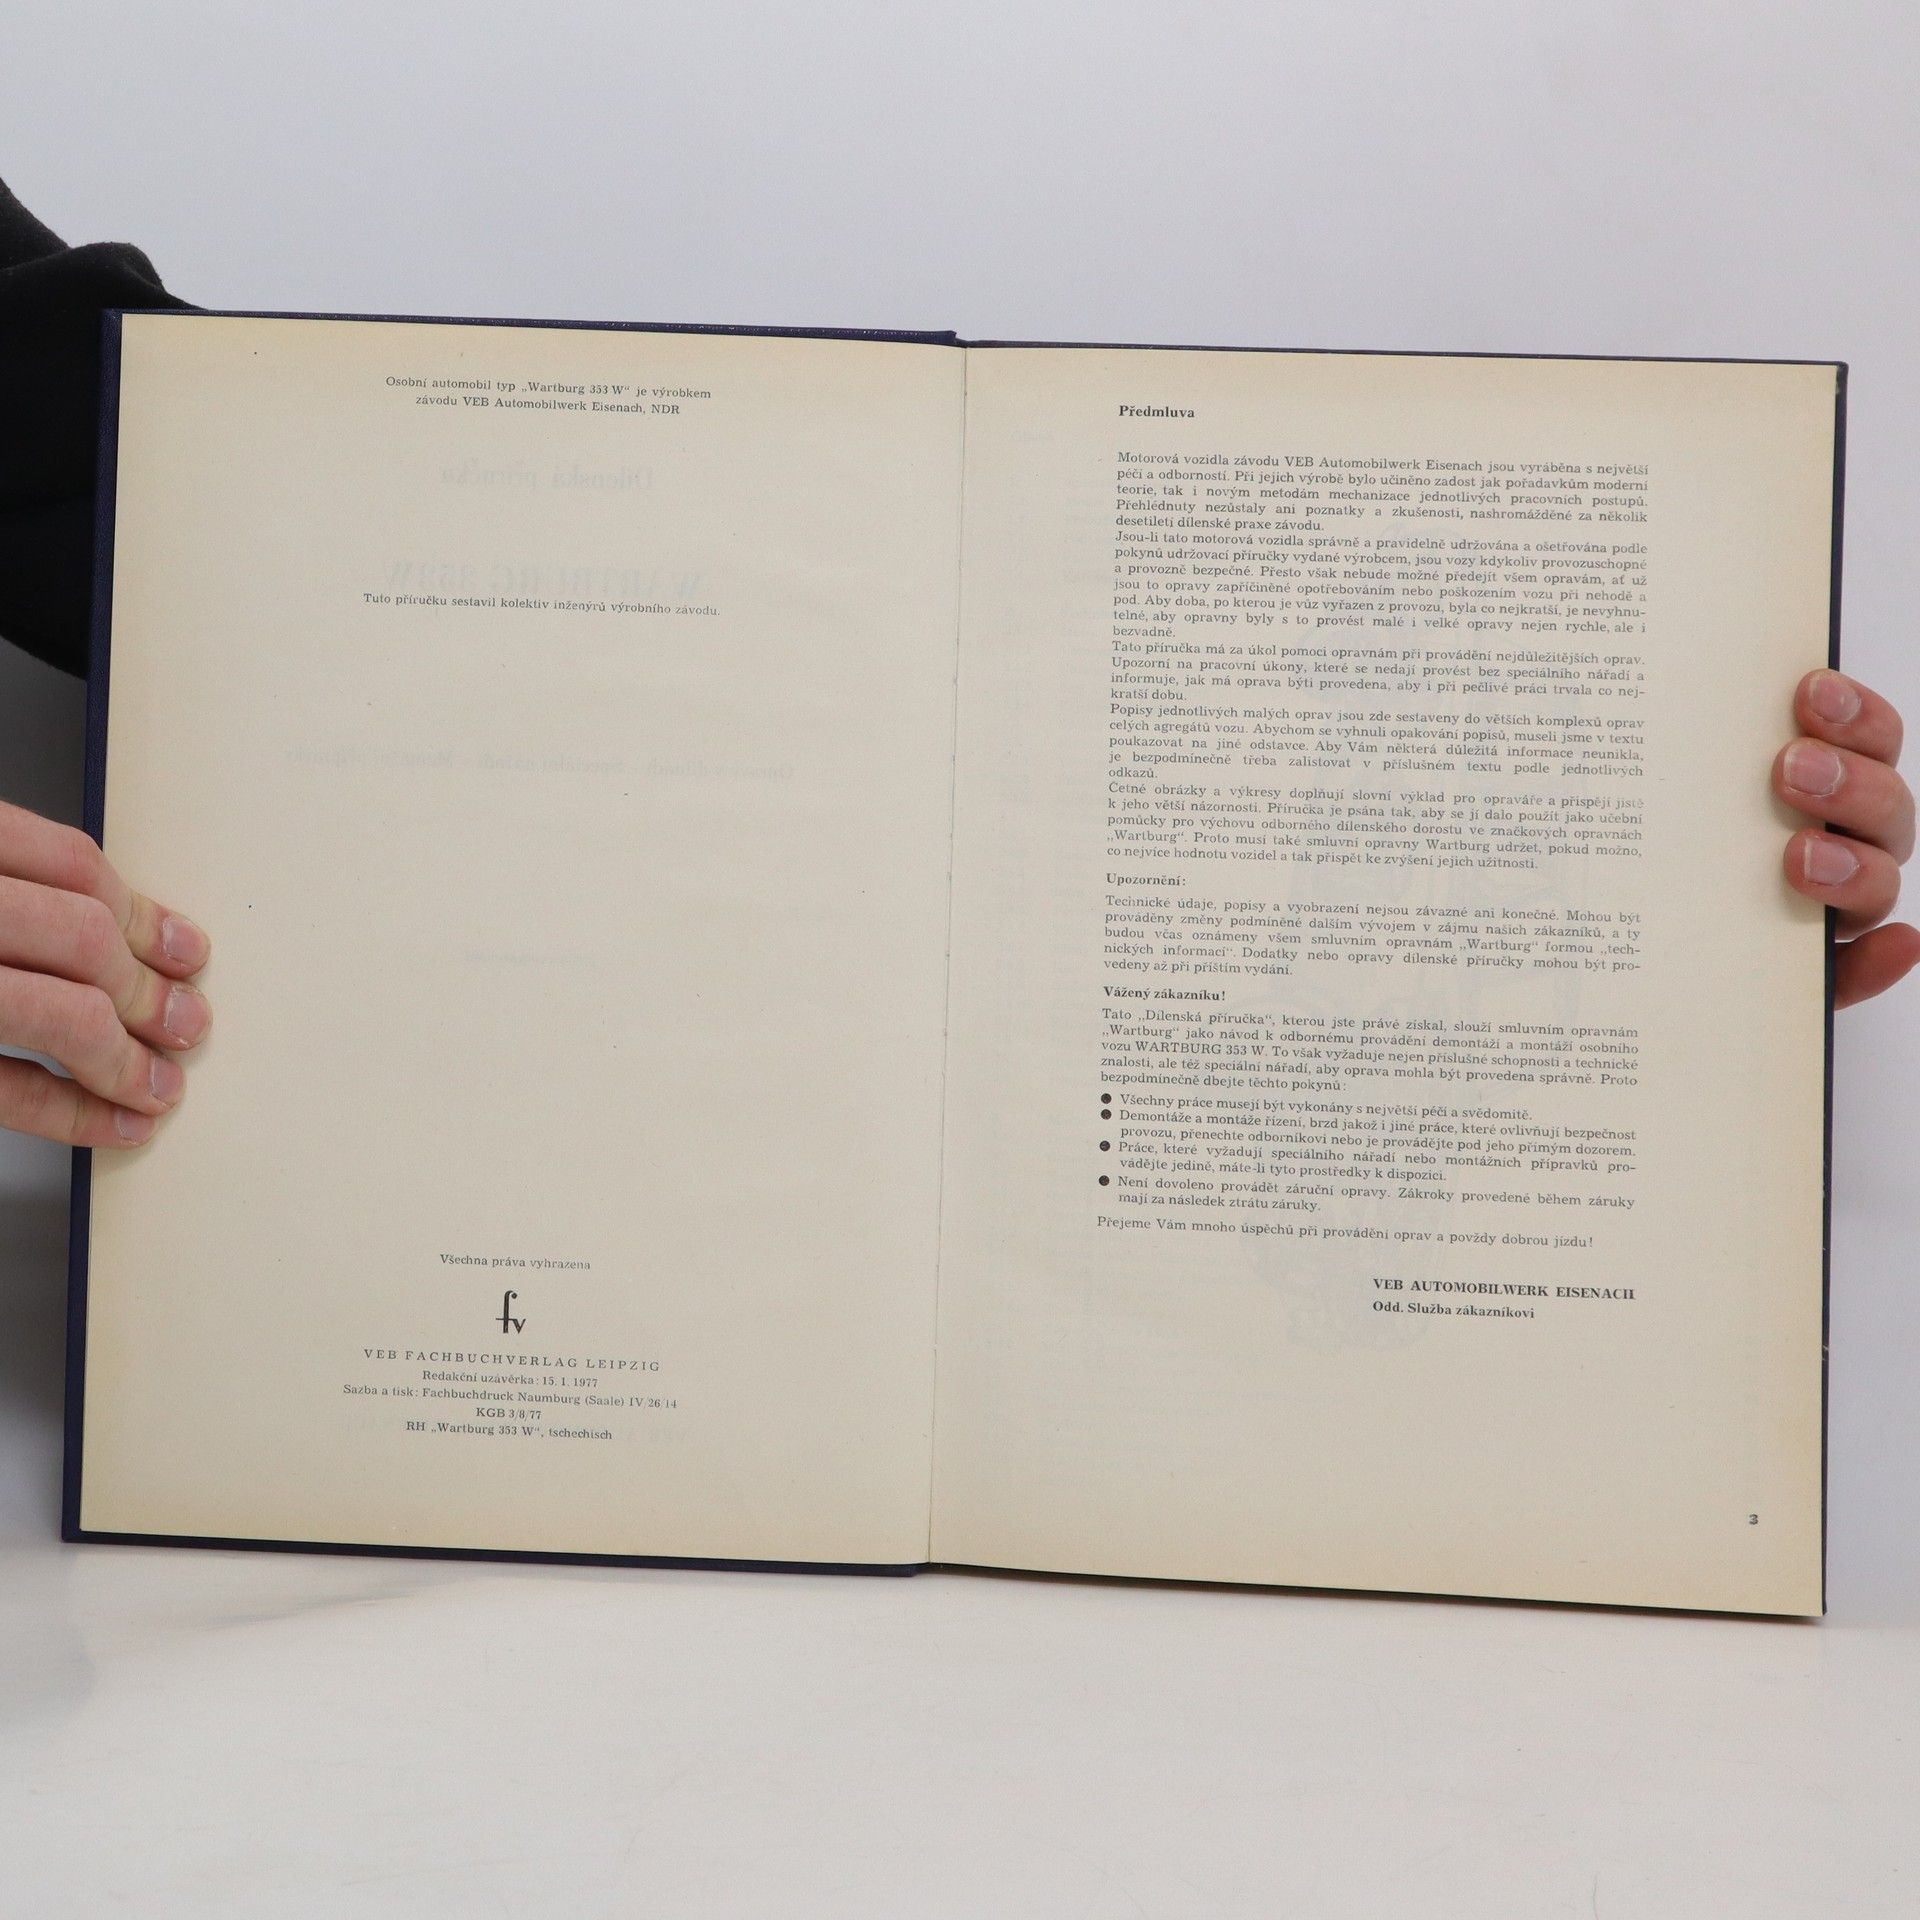 Osobní automobil typ „Wartburg 353 W“ je výrobkem
závodu VEB Automobilwerk Eisenach, NDR
Tuto příručku sestavil kolektiv inženýrů výrobního závodu.
Všechna práva vyhrazena
fv
VEB FACHBUCHVERLAG LEIPZIG
Redakční uzávěrka: 15. 1. 1977
Sazba a tisk: Fachbuchdruck Naumburg (Saale) IV/26/14
KGB 3/8/77
RH „Wartburg 353 W“, tschechisch
Předmluva
Motorová vozidla závodu VEB Automobilwerk Eisenach jsou vyráběna s největší
péčí a odborností. Při jejich výrobě bylo učiněno zadost jak pořadavkům moderní
teorie, tak i novým metodám mechanizace jednotlivých pracovních postupů.
Přehlédnuty nezůstaly ani poznatky a zkušenosti, nashromážděné za několik
desetiletí dílenské praxe závodu.
Jsou-li tato motorová vozidla správně a pravidelně udržována a ošetřována podle
pokynů udržovací příručky vydané výrobcem, jsou vozy kdykoliv provozuschopné
a provozně bezpečné. Přesto však nebude možné předejít všem opravám, ať už
jsou to opravy zapříčiněné opotřebováním nebo poškozením vozu při nehodě a
pod. Aby doba, po kterou je vůz vyřazen z provozu, byla co nejkratší, je nevyhnu-
telné, aby opravny byly s to provést malé i velké opravy nejen rychle, ale i
bezvadně.
Tato příručka má za úkol pomoci opravnám při provádění nejdůležitějších oprav.
Upozorní na pracovní úkony, které se nedají provést bez speciálního nářadí a
informuje, jak má oprava býti provedena, aby i při pečlivé práci trvala co nej-
kratší dobu.
Popisy jednotlivých malých oprav jsou zde sestaveny do větších komplexů oprav
celých agregátů vozu. Abychom se vyhnuli opakování popisů, museli jsme v textu
poukazovat na jiné odstavce. Aby Vám některá důležitá informace neunikla,
je bezpodmínečně třeba zalistovat v příslušném textu podle jednotlivých
odkazů.
Četné obrázky a výkresy doplňují slovní výklad pro opraváře a přispějí jistě
k jeho větší názornosti. Příručka je psána tak, aby se jí dalo použít jako učební
pomůcky pro výchovu odborného dílenského dorostu ve značkových opravnách
„Wartburg“. Proto musí také smluvní opravny Wartburg udržet, pokud možno,
co nejvíce hodnotu vozidel a tak přispět ke zvýšení jejich užitnosti.
Upozornění:
Technické údaje, popisy a vyobrazení nejsou závazné ani konečné. Mohou být
prováděny změny podmíněné dalším vývojem v zájmu našich zákazníků, a ty
budou včas oznámeny všem smluvním opravnám „Wartburg“ formou „tech-
nických informací“. Dodatky nebo opravy dílenské příručky mohou být pro-
vedeny až při příštím vydání.
Vážený zákazníku!
Tato „Dílenská příručka“, kterou jste právě získal, slouží smluvním opravnám
„Wartburg“ jako návod k odbornému provádění demontáží a montáží osobního
vozu WARTBURG 353 W. To však vyžaduje nejen příslušné schopnosti a technické
znalosti, ale též speciální nářadí, aby oprava mohla být provedena správně. Proto
bezpodmínečně dbejte těchto pokynů:
● Všechny práce musejí být vykonány s největší péčí a svědomitě.
● Demontáže a montáže řízení, brzd jakož i jiné práce, které ovlivňují bezpečnost
provozu, přenechte odborníkovi nebo je provádějte pod jeho přímým dozorem.
● Práce, které vyžadují speciálního nářadí nebo montážních přípravků pro-
vádějte jedině, máte-li tyto prostředky k dispozici.
● Není dovoleno provádět záruční opravy. Zákroky provedené během záruky
mají za následek ztrátu záruky.
Přejeme Vám mnoho úspěchů při provádění oprav a povždy dobrou jízdu!
VEB AUTOMOBILWERK EISENACH
Odd. Služba zákazníkovi
3